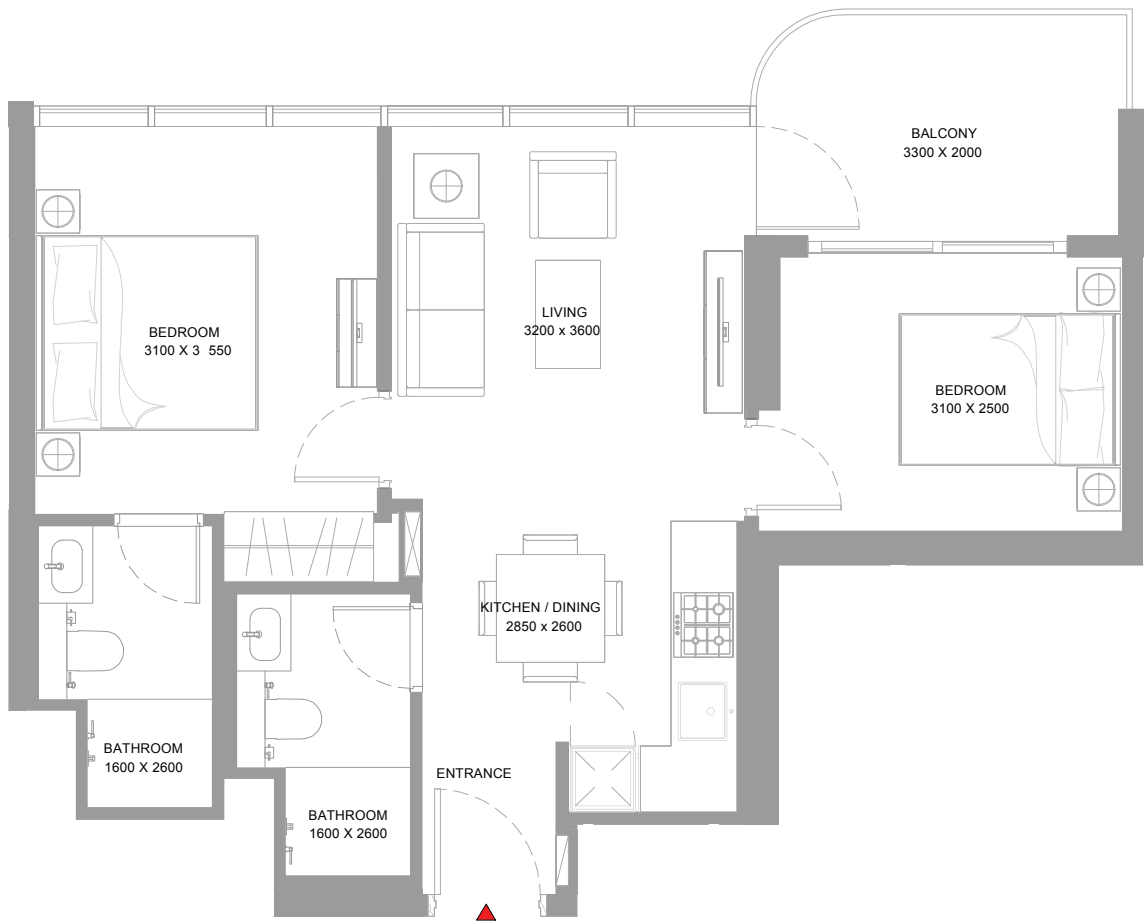 BALCONY
3300 X 2000
BEDROOM
3100 X 3 550
LIVING
3200 x 3600
BEDROOM
3100 X 2500
KITCHEN / DINING
2850 x 2600
BATHROOM
1600 X 2600
ENTRANCE
BATHROOM
1600 X 2600